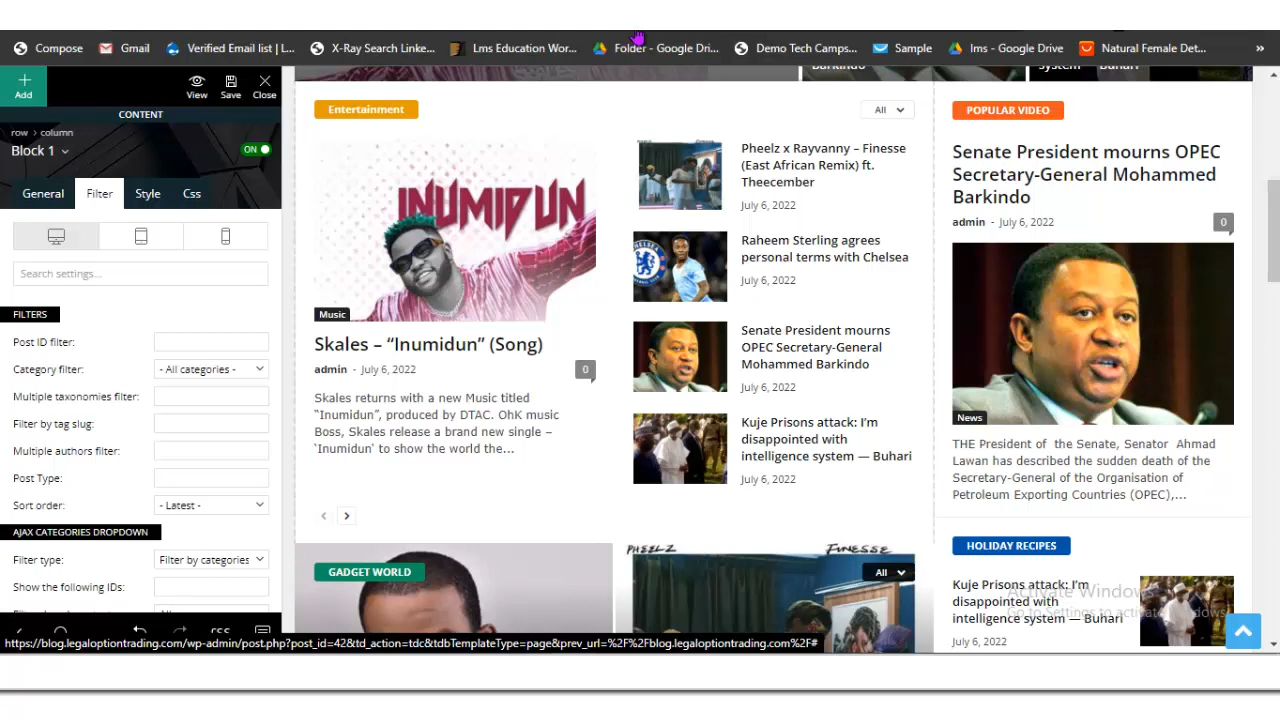 Compose
Gmail
Verified Email list | L...
X-Ray Search Linke...
Lms Education Wor...
Folder - Google Dri...
Demo Tech Camps...
Sample
lms - Google Drive
Natural Female Det...
»
Add
View
Save
Close
CONTENT
row > column
Block 1
ON
General
Filter
Style
Css
Search settings...
FILTERS
Post ID filter:
Category filter:
- All categories -
Multiple taxonomies filter:
Filter by tag slug:
Multiple authors filter:
Post Type:
Sort order:
- Latest -
AJAX CATEGORIES DROPDOWN
Filter type:
Filter by categories
Show the following IDs:
https://blog.legaloptiontrading.com/wp-admin/post.php?post_id=42&td_action=tdc&tdbTemplateType=page&prev_url=%2F%2Fblog.legaloptiontrading.com%2F#
Barkindo
system
Buhari
Entertainment
All
INUMIDUN
Music
Skales – “Inumidun” (Song)
admin - July 6, 2022
0
Skales returns with a new Music titled
“Inumidun”, produced by DTAC. OhK music
Boss, Skales release a brand new single –
‘Inumidun’ to show the world the...
Pheelz x Rayvanny – Finesse
(East African Remix) ft.
Theecember
July 6, 2022
CHELSEA
Raheem Sterling agrees
personal terms with Chelsea
July 6, 2022
Senate President mourns
OPEC Secretary-General
Mohammed Barkindo
July 6, 2022
Kuje Prisons attack: I’m
disappointed with
intelligence system — Buhari
July 6, 2022
GADGET WORLD
PHEELZ
FINESSE
All
POPULAR VIDEO
Senate President mourns OPEC
Secretary-General Mohammed
Barkindo
admin - July 6, 2022
0
News
THE President of the Senate, Senator Ahmad
Lawan has described the sudden death of the
Secretary-General of the Organisation of
Petroleum Exporting Countries (OPEC),...
HOLIDAY RECIPES
Kuje Prisons attack: I’m
disappointed with
intelligence system — Buhari
July 6, 2022
Activate Windows
Go to Settings to activate Windows.